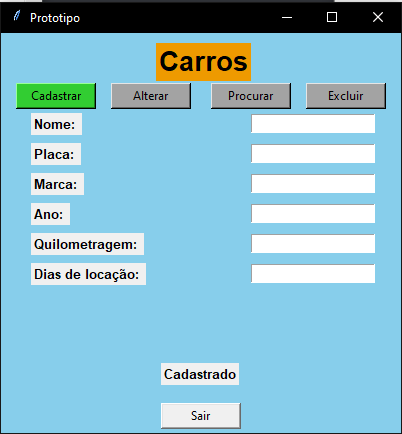 Prototipo
Carros
Cadastrar Alterar Procurar Excluir
Nome:
Placa:
Marca:
Ano:
Quilometragem:
Dias de locação:
Cadastrado
Sair